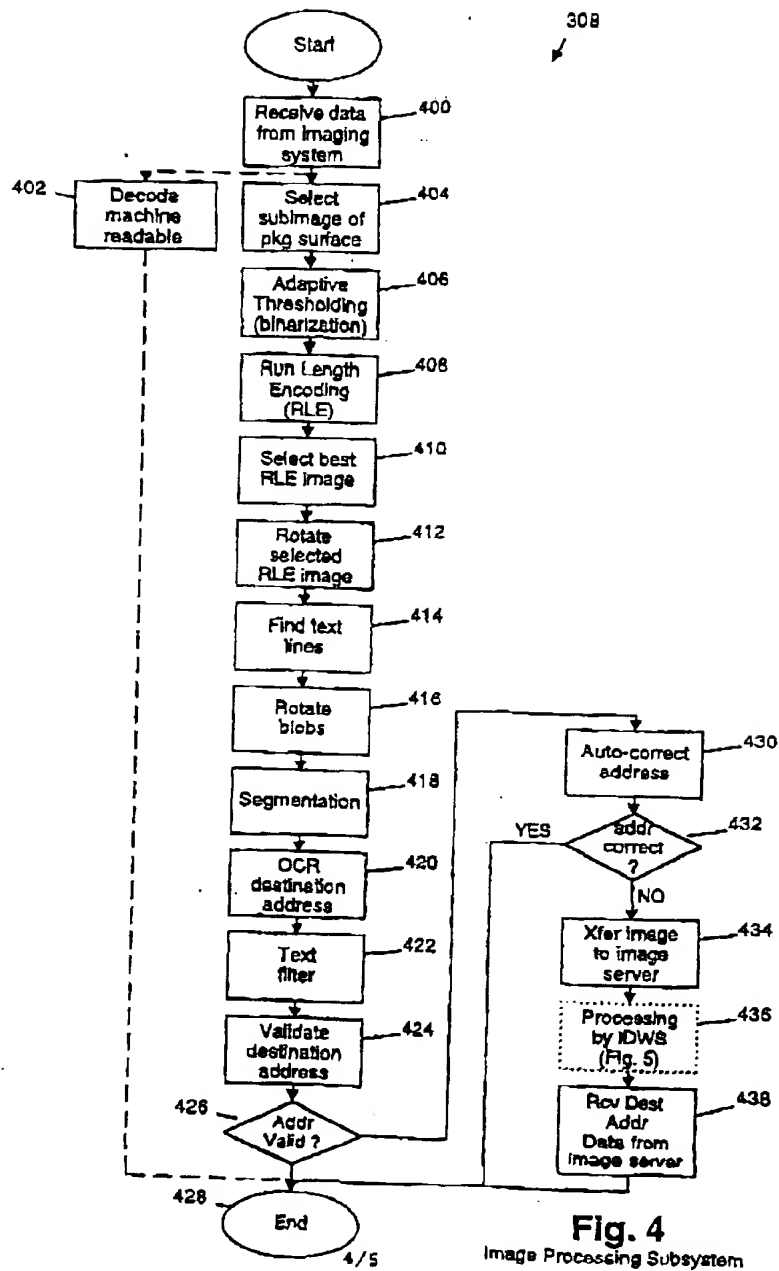 308
Start
400
Receive data
from imaging
system
402
Decode
machine
readable
404
Select
subimage of
pkg surface
406
Adaptive
Thresholding
(binarization)
408
Run Length
Encoding
(RLE)
410
Select best
RLE image
412
Rotate
selected
RLE image
414
Find text
lines
416
Rotate
blobs
418
Segmentation
420
OCR
destination
address
422
Text
filter
424
Validate
destination
address
426
Addr
Valid ?
428
End
430
Auto-correct
address
432
YES
addr
correct
?
NO
434
Xfer image
to image
server
436
Processing
by IDWS
(Fig. 5)
438
Rcv Dest
Addr
Data from
image server
4/5
Fig. 4
Image Processing Subsystem